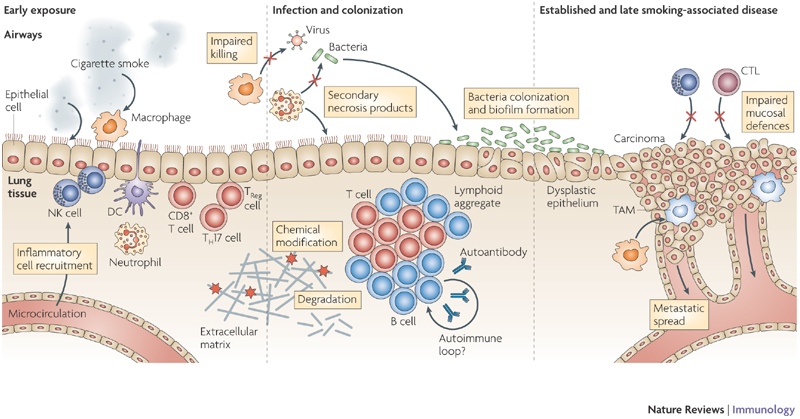 Early exposure
Infection and colonization
Established and late smoking-associated disease
Airways
Cigarette smoke
Epithelial
cell
Macrophage
Impaired
killing
Virus
Bacteria
Secondary
necrosis products
Bacteria colonization
and biofilm formation
CTL
Impaired
mucosal
defences
Carcinoma
Lung
tissue
NK cell
DC
CD8⁺
T cell
T_Reg
cell
T_H17 cell
Neutrophil
Inflammatory
cell recruitment
Microcirculation
Chemical
modification
Degradation
Extracellular
matrix
T cell
Lymphoid
aggregate
Autoantibody
B cell
Autoimmune
loop?
Dysplastic
epithelium
TAM
Metastatic
spread
Nature Reviews | Immunology